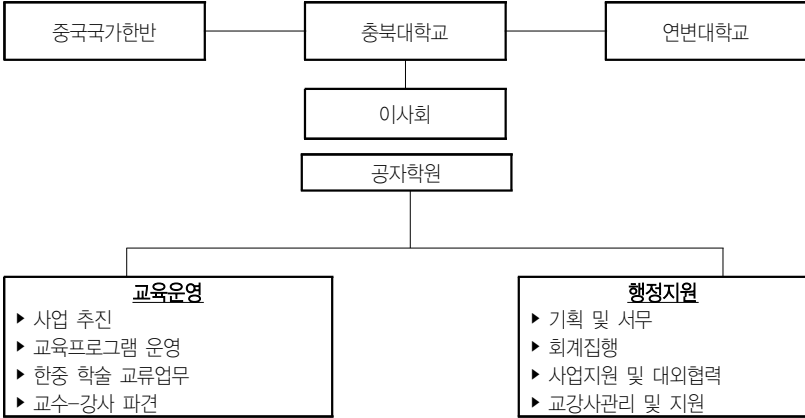 중국국가한반 충북대학교 연변대학교
이사회
공자학원
교육운영
▶ 사업 추진
▶ 교육프로그램 운영
▶ 한중 학술 교류업무
▶ 교수-강사 파견
행정지원
▶ 기획 및 서무
▶ 회계집행
▶ 사업지원 및 대외협력
▶ 교강사관리 및 지원